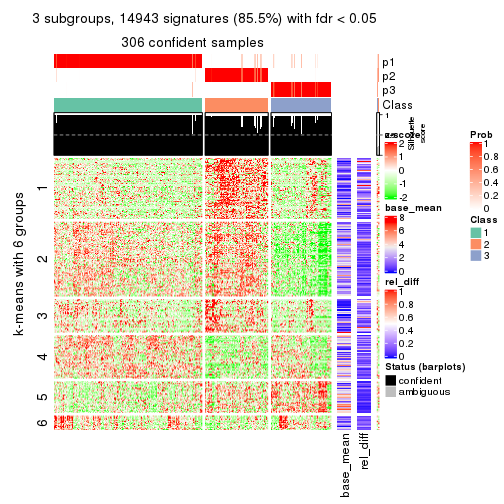 3 subgroups, 14943 signatures (85.5%) with fdr < 0.05
306 confident samples
p1
p2
p3
Class
1
Silhouette
score
k-means with 6 groups
1
2
3
4
5
6
base_mean
rel_diff
z-score
2
1
0
-1
-2
base_mean
8
6
4
2
0
rel_diff
1
0.8
0.6
0.4
0.2
0
Status (barplots)
confident
ambiguous
Prob
1
0.8
0.6
0.4
0.2
0
Class
1
2
3